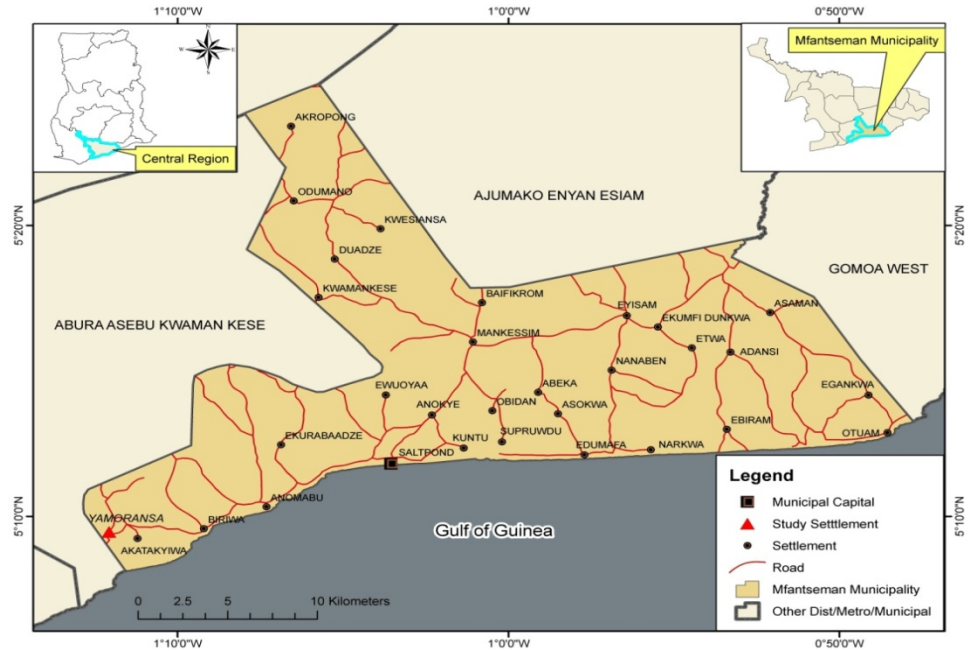 1°10'0"W
1°0'0"W
0°50'0"W
N
W
E
S
Central Region
Mfantseman Municipality
AKROPONG
ODUMANO
KWESIANSA
AJUMAKO ENYAN ESIAM
5°20'0"N
5°20'0"N
DUADZE
GOMOA WEST
KWAMANKESE
BAIFIKROM
EYISAM
ASAMAN
EKUMFI DUNKWA
ABURA ASEBU KWAMAN KESE
MANKESSIM
ETWA
ADANSI
NANABEN
EWUOYAA
ABEKA
EGANKWA
ANOKYE
OBIDAN
ASOKWA
EKURABAADZE
KUNTU
SUPRUWDU
EBIRAM
OTUAM
SALTPOND
EDUMAFA
NARKWA
ANOMABU
YAMORANSA
BIRIWA
AKATAKYIWA
5°10'0"N
5°10'0"N
Gulf of Guinea
0 2.5 5 10 Kilometers
Legend
Municipal Capital
Study Setttlement
Settlement
Road
Mfantseman Municipality
Other Dist/Metro/Municipal
1°10'0"W
1°0'0"W
0°50'0"W